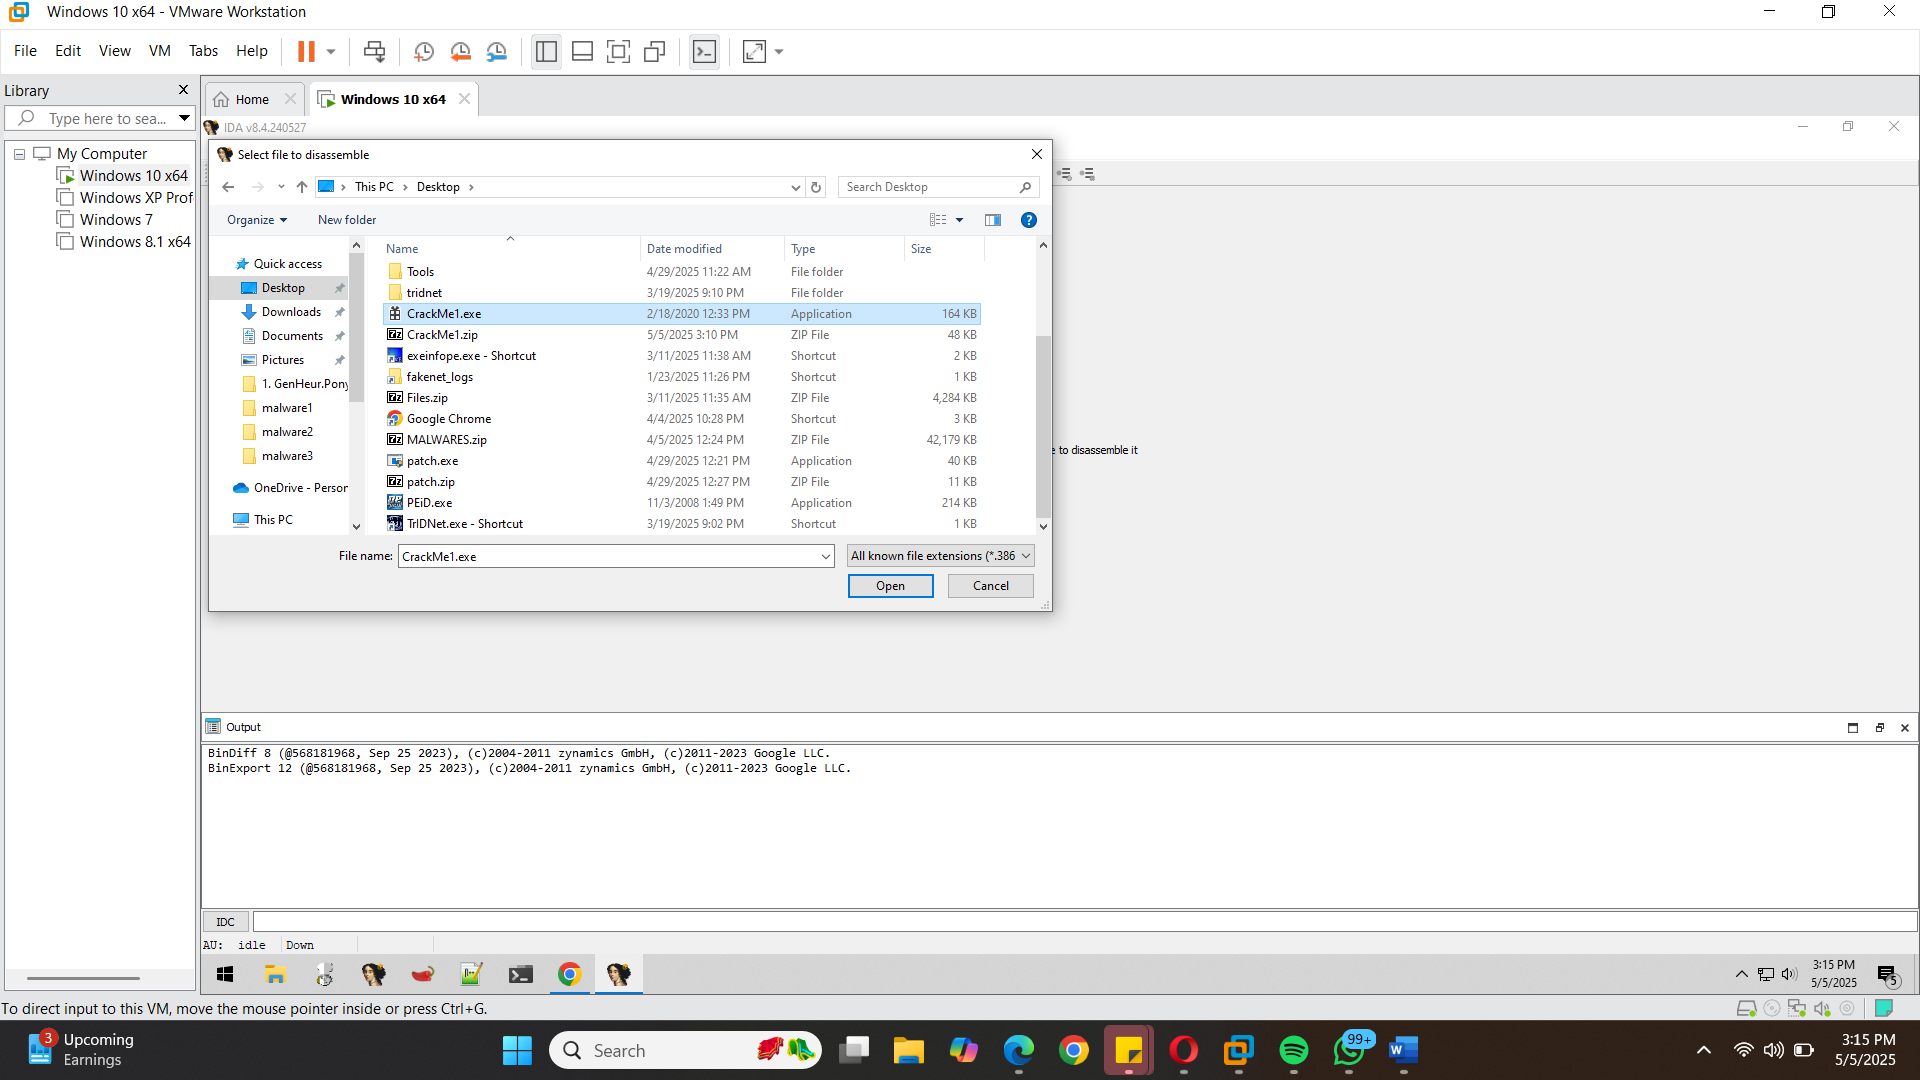 Windows 10 x64 - VMware Workstation
File Edit View VM Tabs Help
Library
Type here to sea...
My Computer
Windows 10 x64
Windows XP Prof
Windows 7
Windows 8.1 x64
Home
Windows 10 x64
IDA v8.4.240527
Select file to disassemble
This PC > Desktop >
Search Desktop
Organize New folder
Name Date modified Type Size
Quick access
Desktop
Downloads
Documents
Pictures
1. GenHeur.Pony
malware1
malware2
malware3
OneDrive - Person
This PC
Tools 4/29/2025 11:22 AM File folder
tridnet 3/19/2025 9:10 PM File folder
CrackMe1.exe 2/18/2020 12:33 PM Application 164 KB
CrackMe1.zip 5/5/2025 3:10 PM ZIP File 48 KB
exeinfope.exe - Shortcut 3/11/2025 11:38 AM Shortcut 2 KB
fakenet_logs 1/23/2025 11:26 PM Shortcut 1 KB
Files.zip 3/11/2025 11:35 AM ZIP File 4,284 KB
Google Chrome 4/4/2025 10:28 PM Shortcut 3 KB
MALWARES.zip 4/5/2025 12:24 PM ZIP File 42,179 KB
patch.exe 4/29/2025 12:21 PM Application 40 KB
patch.zip 4/29/2025 12:27 PM ZIP File 11 KB
PEiD.exe 11/3/2008 1:49 PM Application 214 KB
TrIDNet.exe - Shortcut 3/19/2025 9:02 PM Shortcut 1 KB
File name: CrackMe1.exe
All known file extensions (*.386
Open Cancel
e to disassemble it
Output
BinDiff 8 (@568181968, Sep 25 2023), (c)2004-2011 zynamics GmbH, (c)2011-2023 Google LLC.
BinExport 12 (@568181968, Sep 25 2023), (c)2004-2011 zynamics GmbH, (c)2011-2023 Google LLC.
IDC
AU: idle Down
3:15 PM
5/5/2025
5
To direct input to this VM, move the mouse pointer inside or press Ctrl+G.
3
Upcoming
Earnings
Search
99+
3:15 PM
5/5/2025